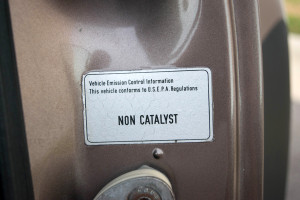 Vehicle Emission Control Information
This vehicle conforms to U.S.E.P.A. Regulations
NON CATALYST